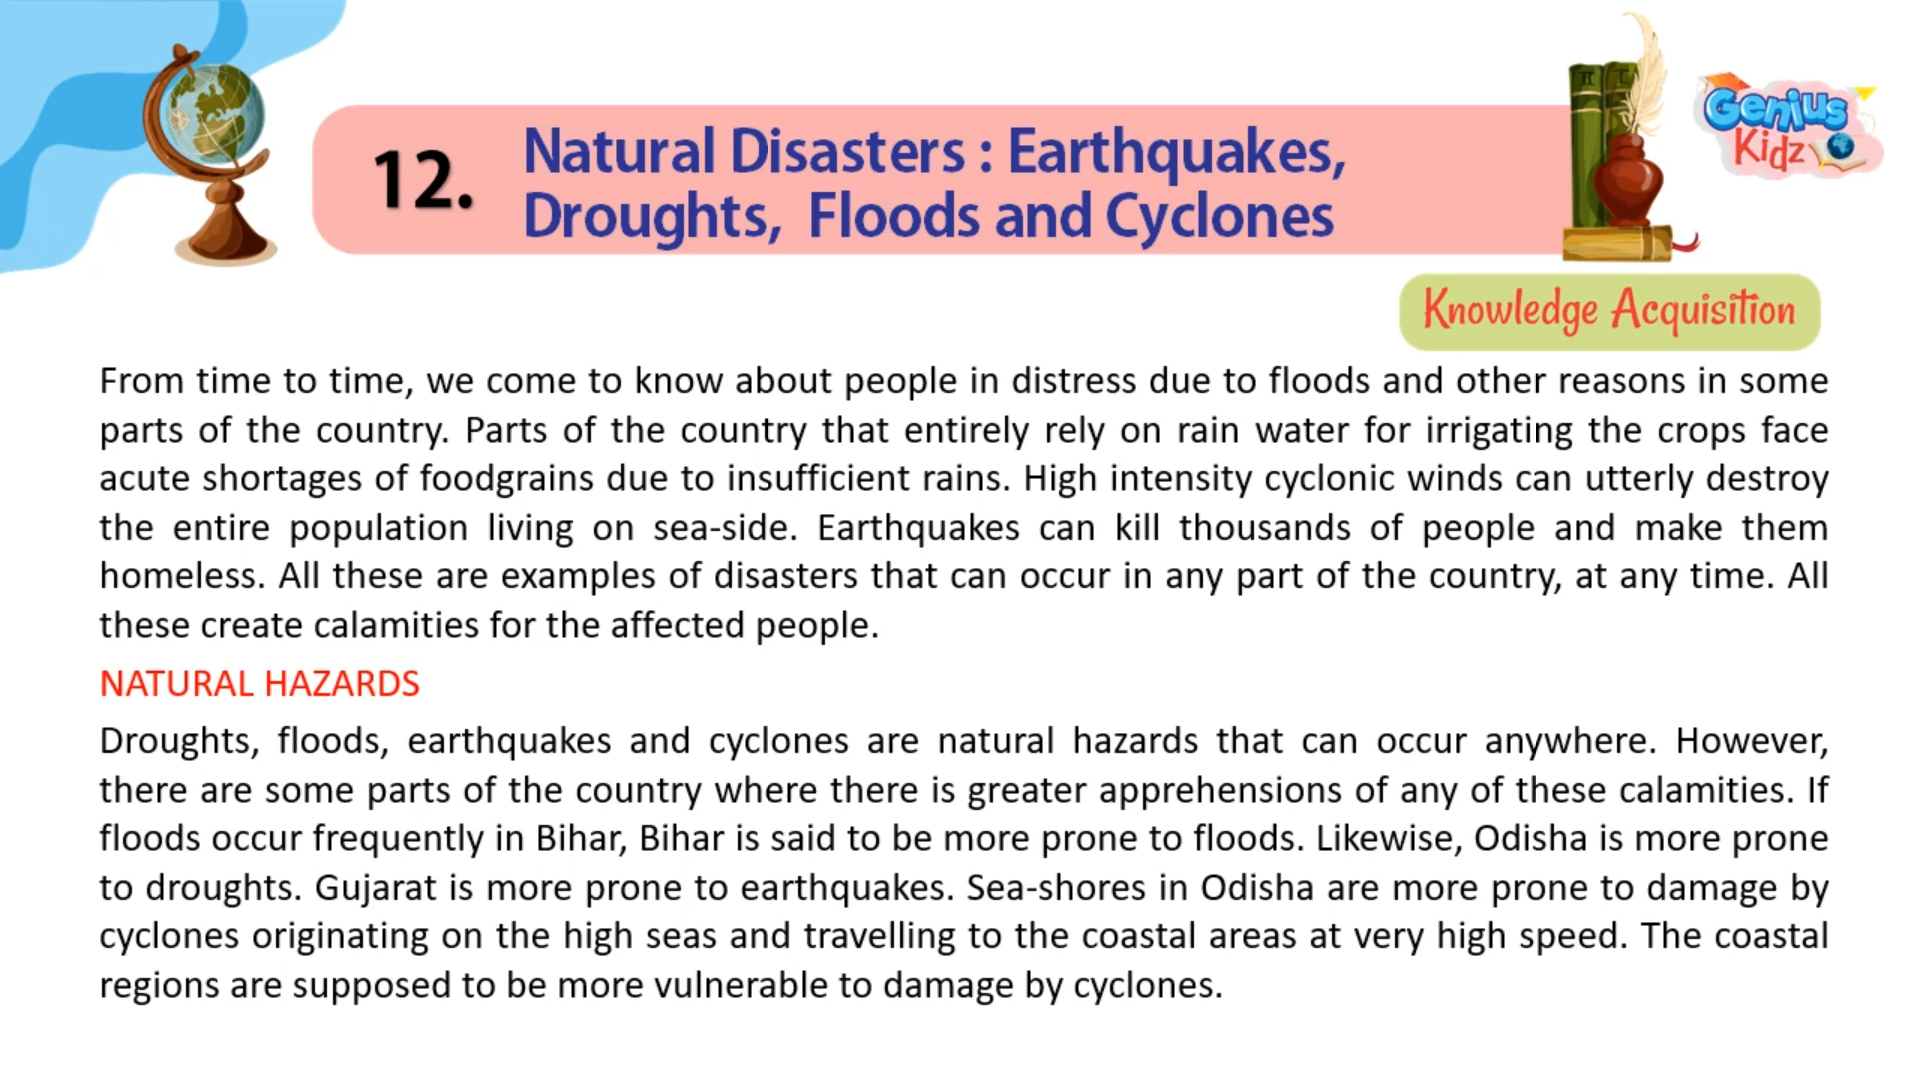 12.
Natural Disasters : Earthquakes,
Droughts, Floods and Cyclones
Genius
Kidz
Knowledge Acquisition
From time to time, we come to know about people in distress due to floods and other reasons in some
parts of the country. Parts of the country that entirely rely on rain water for irrigating the crops face
acute shortages of foodgrains due to insufficient rains. High intensity cyclonic winds can utterly destroy
the entire population living on sea-side. Earthquakes can kill thousands of people and make them
homeless. All these are examples of disasters that can occur in any part of the country, at any time. All
these create calamities for the affected people.
NATURAL HAZARDS
Droughts, floods, earthquakes and cyclones are natural hazards that can occur anywhere. However,
there are some parts of the country where there is greater apprehensions of any of these calamities. If
floods occur frequently in Bihar, Bihar is said to be more prone to floods. Likewise, Odisha is more prone
to droughts. Gujarat is more prone to earthquakes. Sea-shores in Odisha are more prone to damage by
cyclones originating on the high seas and travelling to the coastal areas at very high speed. The coastal
regions are supposed to be more vulnerable to damage by cyclones.